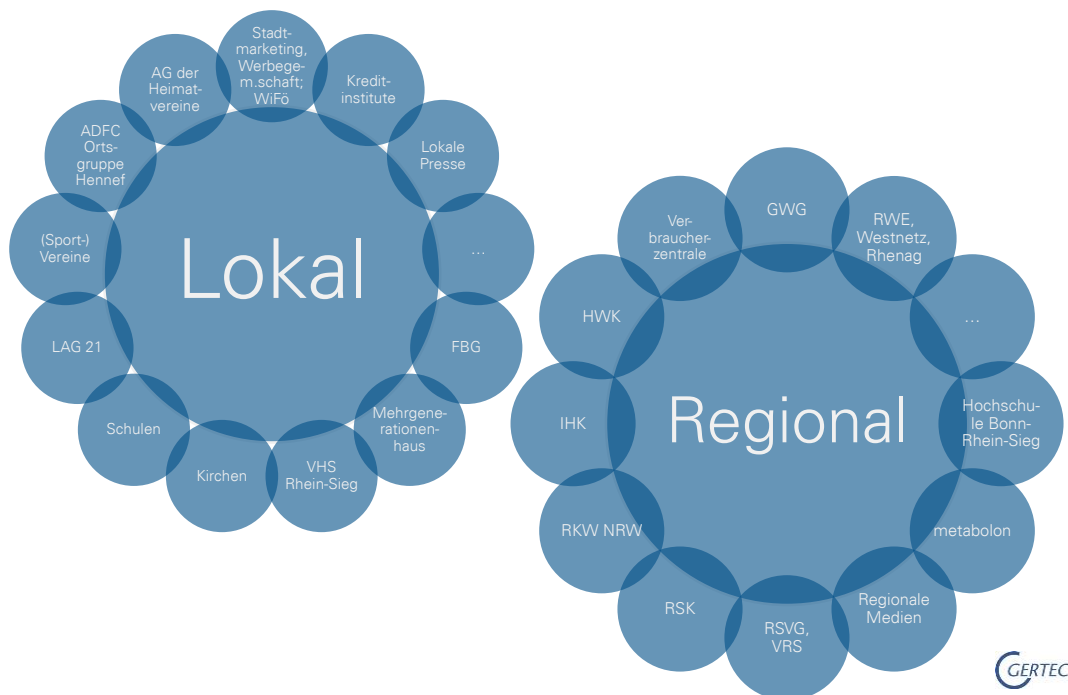 Lokal
Stadt-
marketing,
Werbege-
m.schaft;
WiFö
Kredit-
institute
Lokale
Presse
...
FBG
Mehrgene-
rationen-
haus
VHS
Rhein-Sieg
Kirchen
Schulen
LAG 21
(Sport-)
Vereine
ADFC
Orts-
gruppe
Hennef
AG der
Heimat-
vereine
Regional
GWG
RWE,
Westnetz,
Rhenag
...
Hochschu-
le Bonn-
Rhein-Sieg
metabolon
Regionale
Medien
RSVG,
VRS
RSK
RKW NRW
IHK
HWK
Ver-
braucher-
zentrale
GERTEC